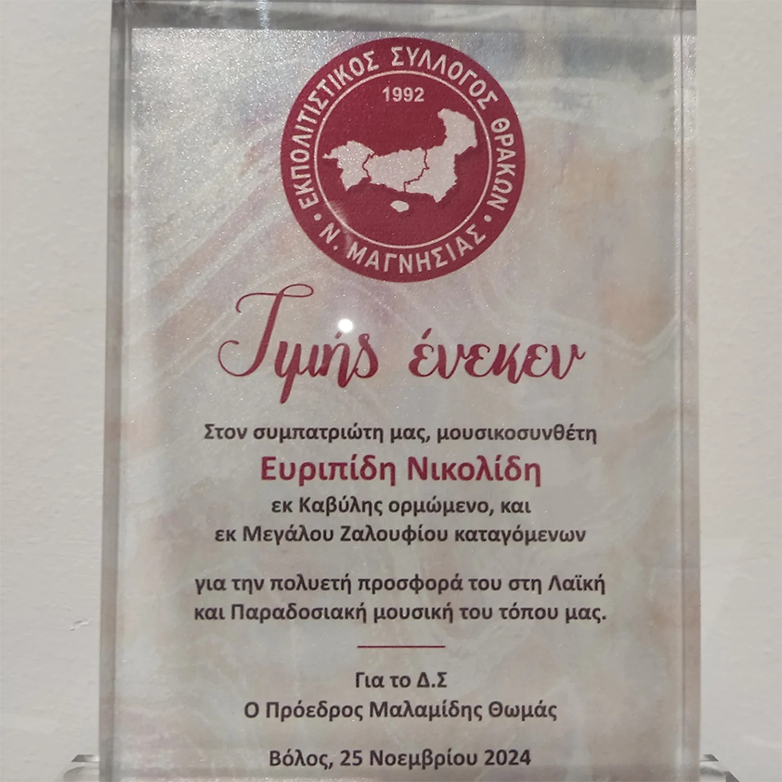 ΕΚΠΟΛΙΤΙΣΤΙΚΟΣ ΣΥΛΛΟΓΟΣ ΘΡΑΚΩΝ
• Ν. ΜΑΓΝΗΣΙΑΣ •
1992
Τιμής ένεκεν
Στον συμπατριώτη μας, μουσικοσυνθέτη
Ευριπίδη Νικολίδη
εκ Καβύλης ορμώμενο, και
εκ Μεγάλου Ζαλουφίου καταγόμενων
για την πολυετή προσφορά του στη Λαϊκή
και Παραδοσιακή μουσική του τόπου μας.
Για το Δ.Σ
Ο Πρόεδρος Μαλαμίδης Θωμάς
Βόλος, 25 Νοεμβρίου 2024